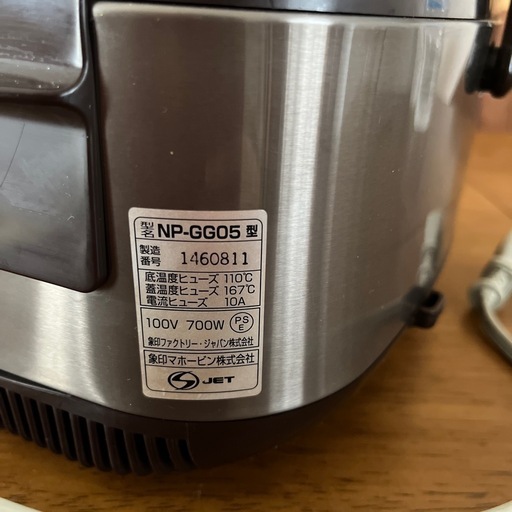 型名 NP-GG05 型
製造番号 1460811
底温度ヒューズ 110℃
蓋温度ヒューズ 167℃
電流ヒューズ 10A
100V 700W PSE
象印ファクトリー・ジャパン株式会社
象印マホービン株式会社
JET